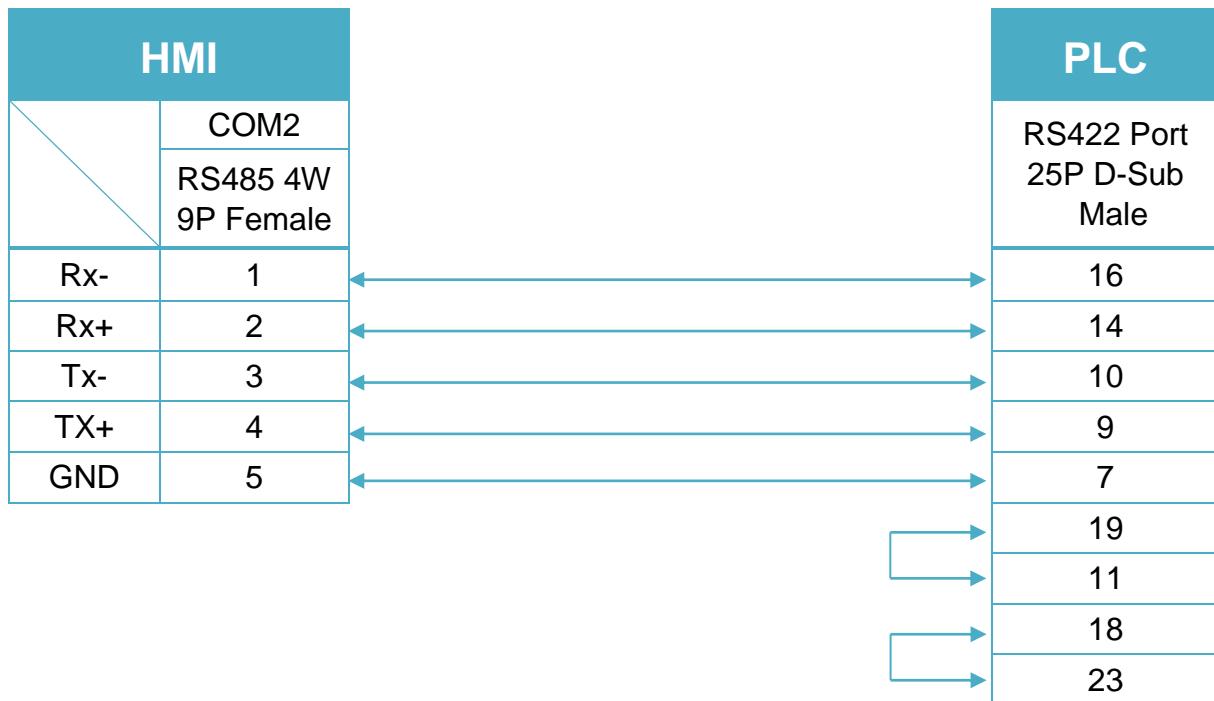 HMI
PLC
COM2
RS485 4W
9P Female
RS422 Port
25P D-Sub
Male
Rx- 1 16
Rx+ 2 14
Tx- 3 10
TX+ 4 9
GND 5 7
19
11
18
23